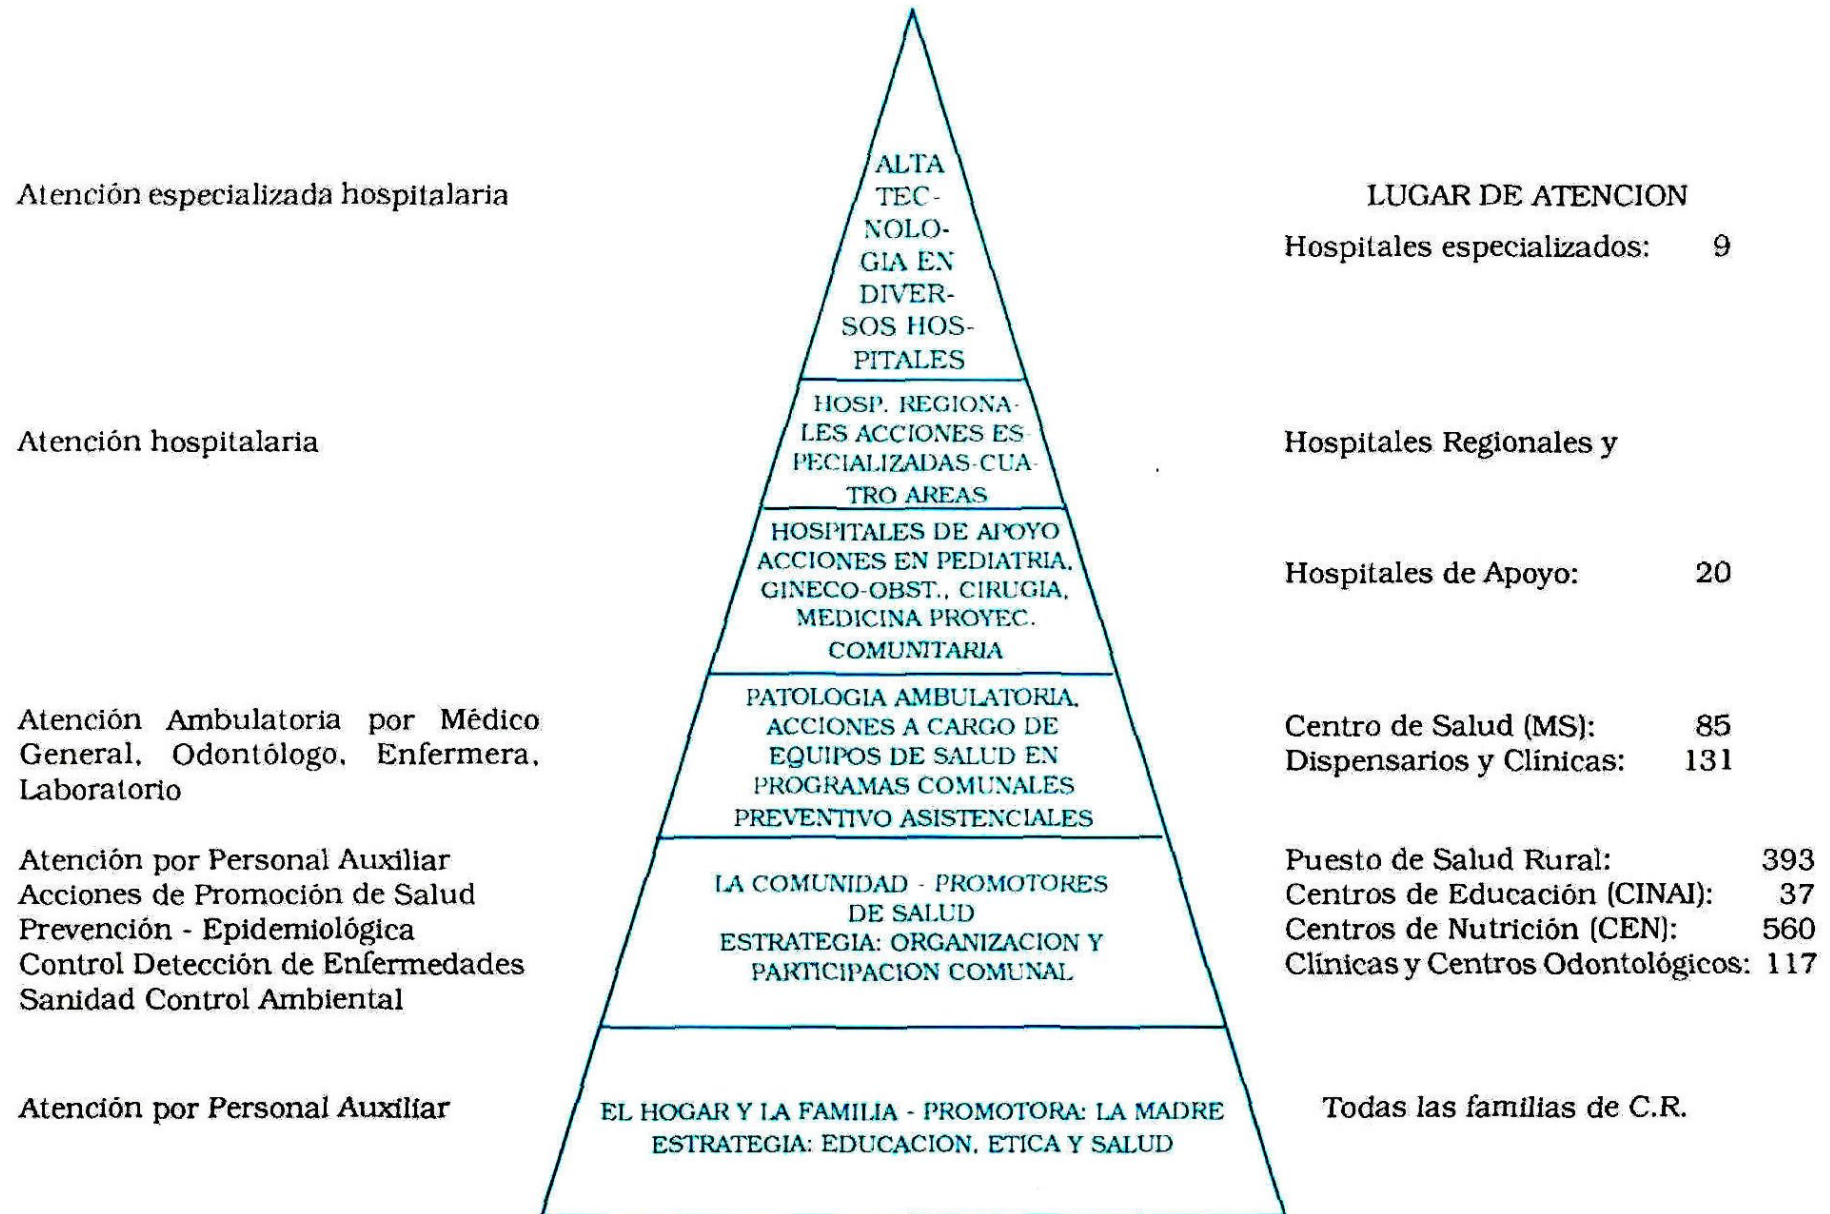 Atención especializada hospitalaria
ALTA
TEC-
NOLO-
GIA EN
DIVER-
SOS HOS-
PITALES
LUGAR DE ATENCION
Hospitales especializados: 9
Atención hospitalaria
HOSP. REGIONA-
LES ACCIONES ES-
PECIALIZADAS-CUA-
TRO AREAS
Hospitales Regionales y
HOSPITALES DE APOYO
ACCIONES EN PEDIATRIA,
GINECO-OBST., CIRUGIA,
MEDICINA PROYEC.
COMUNITARIA
Hospitales de Apoyo: 20
Atención Ambulatoria por Médico
General, Odontólogo, Enfermera,
Laboratorio
PATOLOGIA AMBULATORIA,
ACCIONES A CARGO DE
EQUIPOS DE SALUD EN
PROGRAMAS COMUNALES
PREVENTIVO ASISTENCIALES
Centro de Salud (MS): 85
Dispensarios y Clínicas: 131
Atención por Personal Auxiliar
Acciones de Promoción de Salud
Prevención - Epidemiológica
Control Detección de Enfermedades
Sanidad Control Ambiental
LA COMUNIDAD - PROMOTORES
DE SALUD
ESTRATEGIA: ORGANIZACION Y
PARTICIPACION COMUNAL
Puesto de Salud Rural: 393
Centros de Educación (CINAI): 37
Centros de Nutrición (CEN): 560
Clínicas y Centros Odontológicos: 117
Atención por Personal Auxiliar
EL HOGAR Y LA FAMILIA - PROMOTORA: LA MADRE
ESTRATEGIA: EDUCACION, ETICA Y SALUD
Todas las familias de C.R.